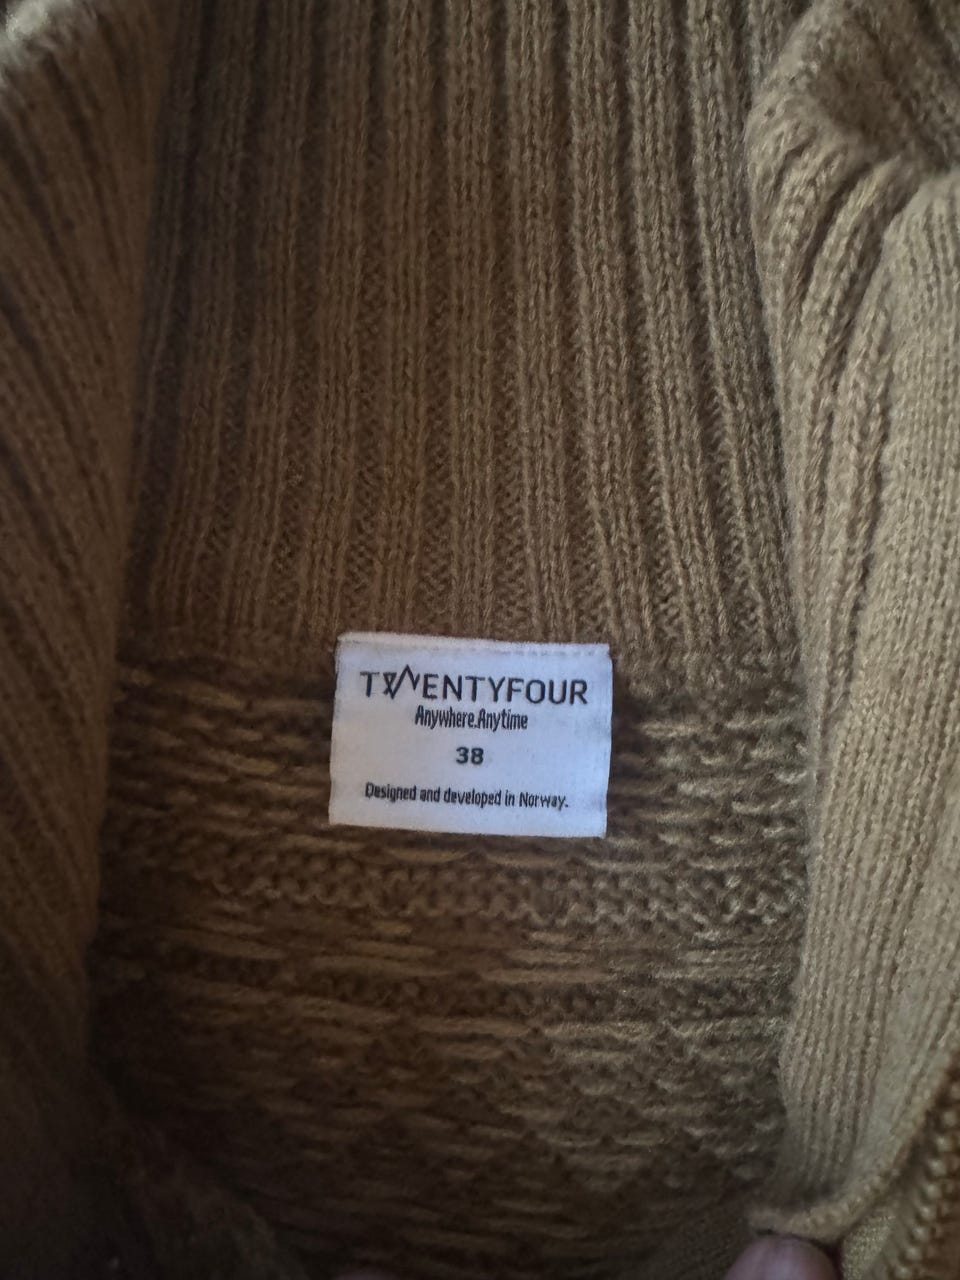 TWENTYFOUR
Anywhere.Anytime
38
Designed and developed in Norway.